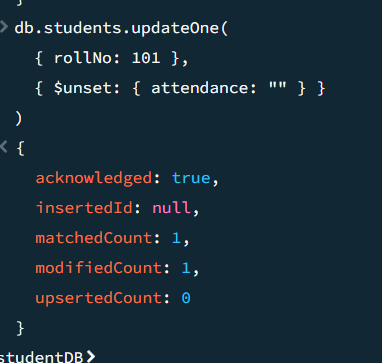 }
> db.students.updateOne(
{ rollNo: 101 },
{ $unset: { attendance: "" } }
)
< {
acknowledged: true,
insertedId: null,
matchedCount: 1,
modifiedCount: 1,
upsertedCount: 0
}
studentDB>